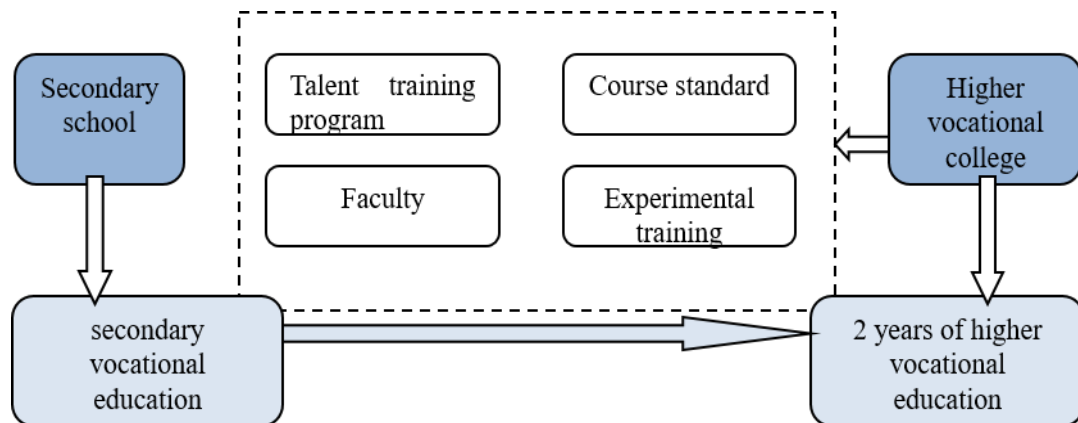 Secondary
school
Talent training
program
Course standard
Higher
vocational
college
Faculty
Experimental
training
secondary
vocational
education
2 years of higher
vocational
education